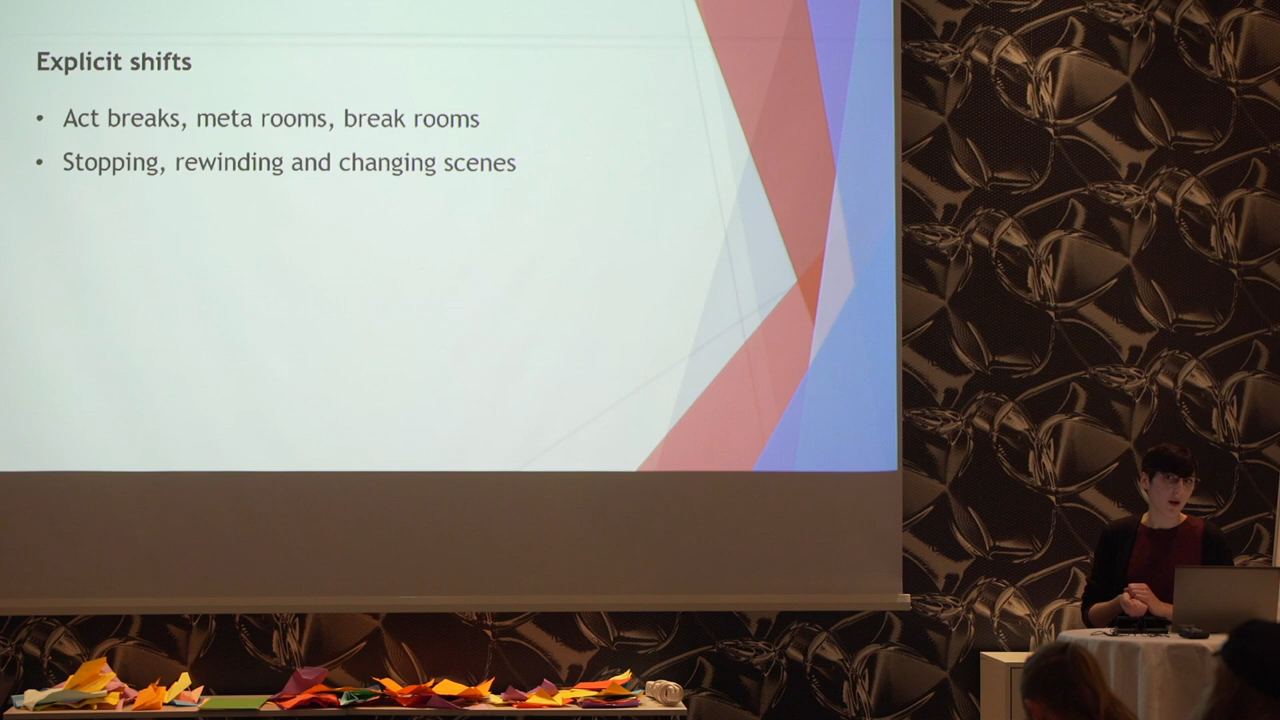 Explicit shifts
• Act breaks, meta rooms, break rooms
• Stopping, rewinding and changing scenes